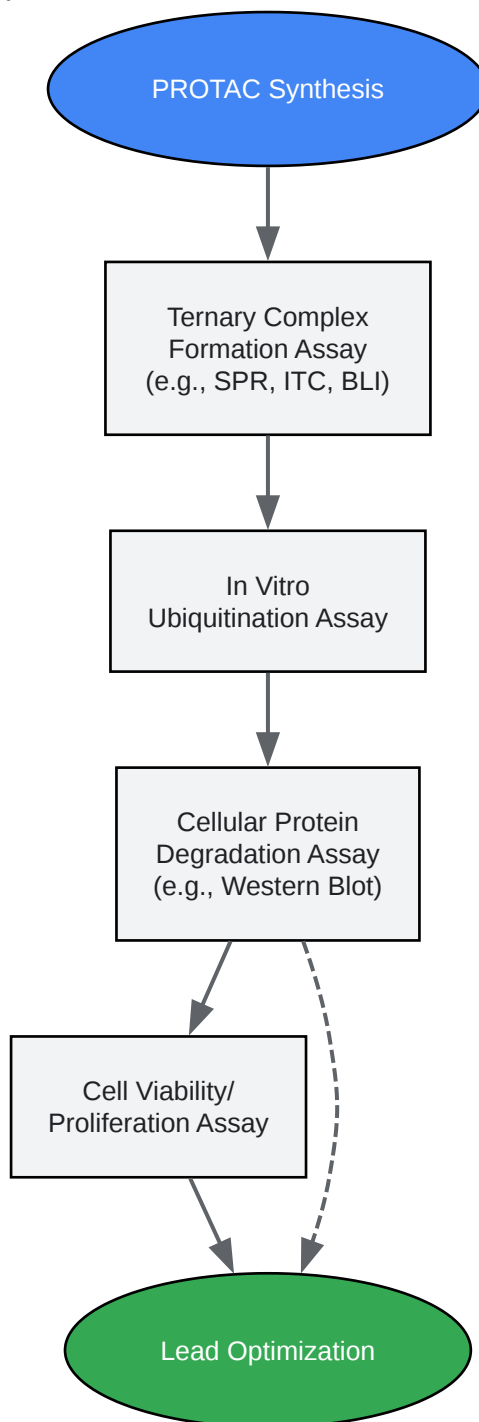 PROTAC Synthesis
Ternary Complex
Formation Assay
(e.g., SPR, ITC, BLI)
In Vitro
Ubiquitination Assay
Cellular Protein
Degradation Assay
(e.g., Western Blot)
Cell Viability/
Proliferation Assay
Lead Optimization